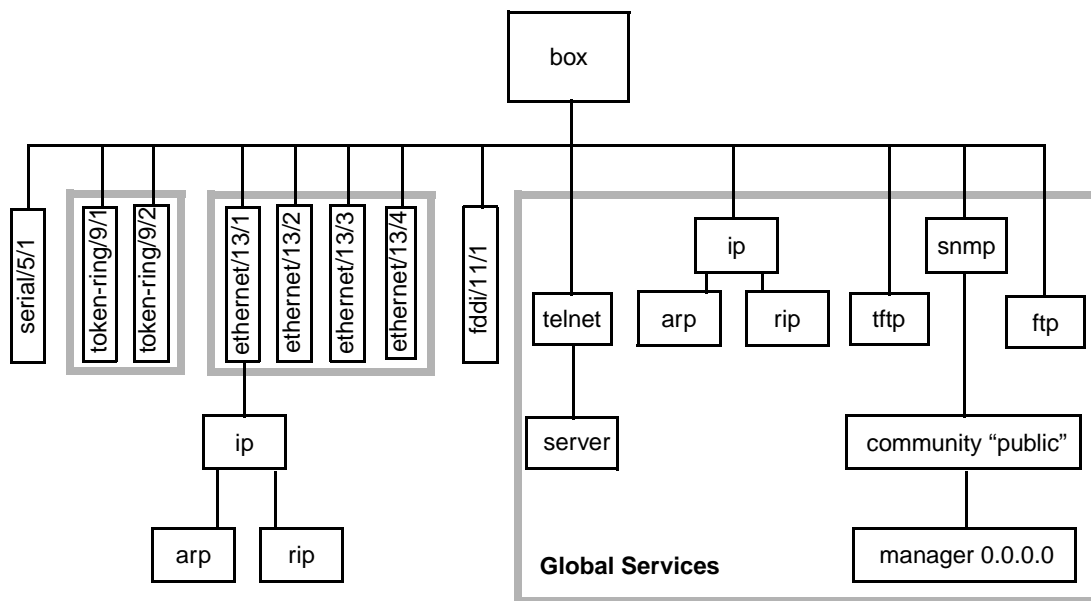 box
serial/5/1
token-ring/9/1
token-ring/9/2
ethernet/13/1
ethernet/13/2
ethernet/13/3
ethernet/13/4
fddi/11/1
ip
snmp
telnet
arp
rip
tftp
ftp
ip
server
community “public”
arp
rip
Global Services
manager 0.0.0.0